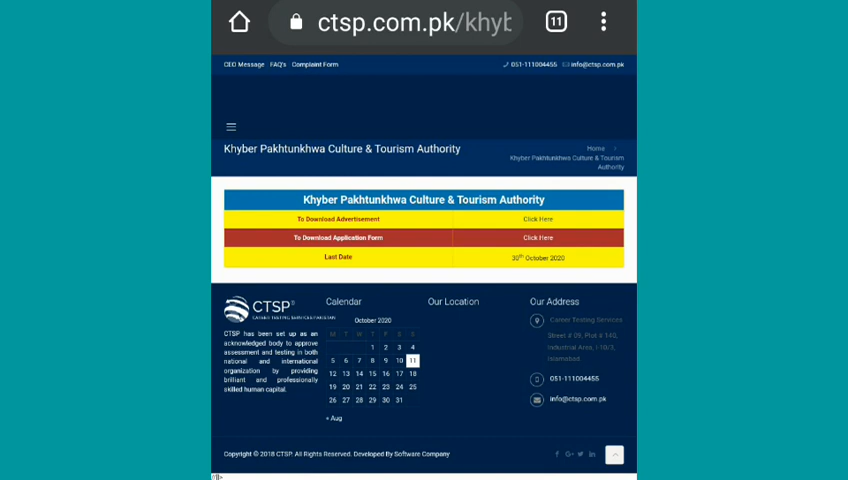 ctsp.com.pk/khyb
11
CEO Message FAQ's Complaint Form
051-111004455 info@ctsp.com.pk
Khyber Pakhtunkhwa Culture & Tourism Authority
Home
Khyber Pakhtunkhwa Culture & Tourism
Authority
Khyber Pakhtunkhwa Culture & Tourism Authority
To Download Advertisement Click Here
To Download Application Form Click Here
Last Date 30th October 2020
CTSP®
CAREER TESTING SERVICES PAKISTAN
CTSP has been set up as an
acknowledged body to approve
assessment and testing in both
national and international
organization by providing
brilliant and professionally
skilled human capital.
Calendar
October 2020
M T W T F S S
1 2 3 4
5 6 7 8 9 10 11
12 13 14 15 16 17 18
19 20 21 22 23 24 25
26 27 28 29 30 31
« Aug
Our Location
Our Address
Career Testing Services
Street # 09, Plot # 140,
Industrial Area, I-10/3,
Islamabad.
051-111004455
info@ctsp.com.pk
Copyright © 2018 CTSP. All Rights Reserved. Developed By Software Company